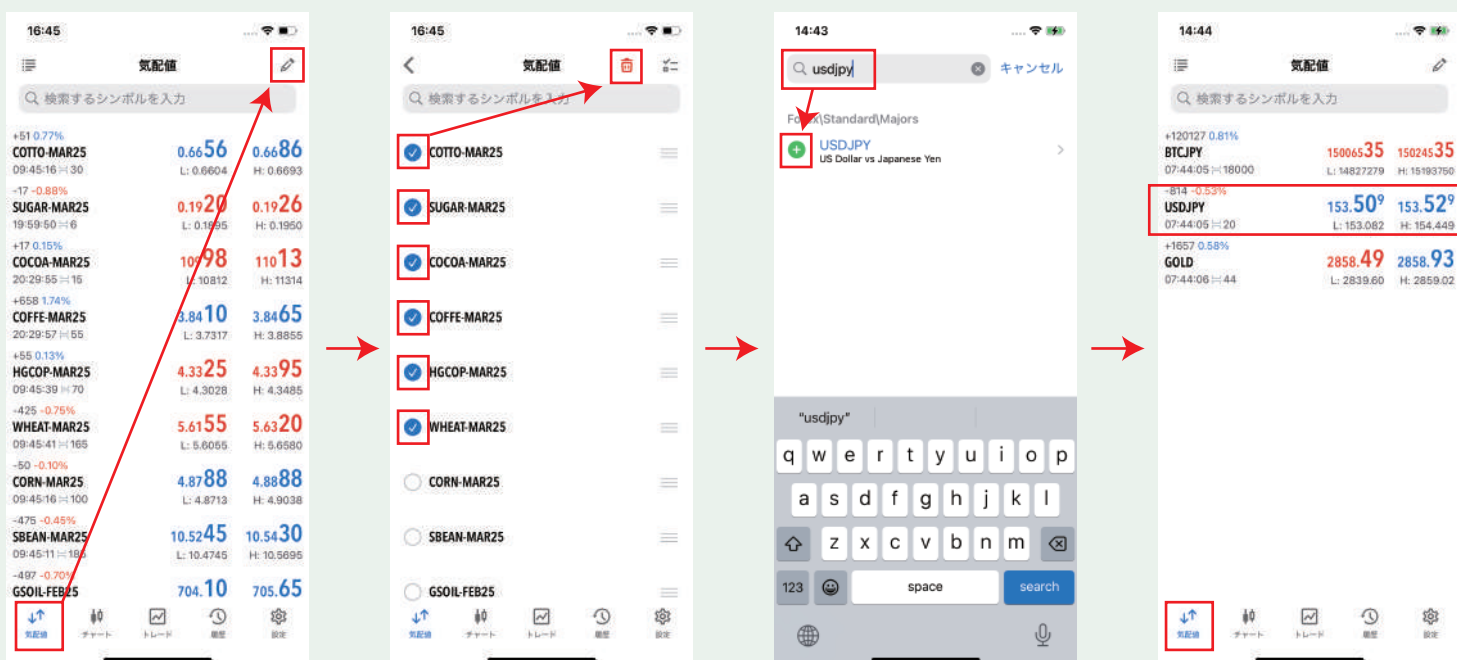 16:45
気配値
検索するシンボルを入力
+51 0.77%
COTTO-MAR25 0.6656 0.6686
09:45:16 30 L: 0.6604 H: 0.6693
-17 -0.88%
SUGAR-MAR25 0.1920 0.1926
19:59:50 6 L: 0.1895 H: 0.1950
+17 0.15%
COCOA-MAR25 10998 11013
20:29:55 15 L: 10812 H: 11314
+658 1.74%
COFFE-MAR25 3.8410 3.8465
20:29:57 55 L: 3.7317 H: 3.8855
+55 0.13%
HGCOP-MAR25 4.3325 4.3395
09:45:39 70 L: 4.3028 H: 4.3485
-425 -0.75%
WHEAT-MAR25 5.6155 5.6320
09:45:41 165 L: 5.6055 H: 5.6580
-50 -0.10%
CORN-MAR25 4.8788 4.8888
09:45:16 100 L: 4.8713 H: 4.9038
-475 -0.45%
SBEAN-MAR25 10.5245 10.5430
09:45:11 L: 10.4745 H: 10.5695
-497 -0.70%
GSOIL-FEB25 704.10 705.65
気配値 チャート トレード 履歴 設定
16:45
気配値
検索するシンボルを入力
COTTO-MAR25
SUGAR-MAR25
COCOA-MAR25
COFFE-MAR25
HGCOP-MAR25
WHEAT-MAR25
CORN-MAR25
SBEAN-MAR25
GSOIL-FEB25
気配値 チャート トレード 履歴 設定
14:43
usdjpy キャンセル
Forex\Standard\Majors
USDJPY
US Dollar vs Japanese Yen
"usdjpy"
q w e r t y u i o p
a s d f g h j k l
z x c v b n m
123 space search
14:44
気配値
検索するシンボルを入力
+120127 0.81%
BTCJPY 15006535 15024535
07:44:05 18000 L: 14827279 H: 15193750
-814 -0.53%
USDJPY 153.509 153.529
07:44:05 20 L: 153.082 H: 154.449
+1657 0.58%
GOLD 2858.49 2858.93
07:44:06 44 L: 2839.60 H: 2859.02
気配値 チャート トレード 履歴 設定